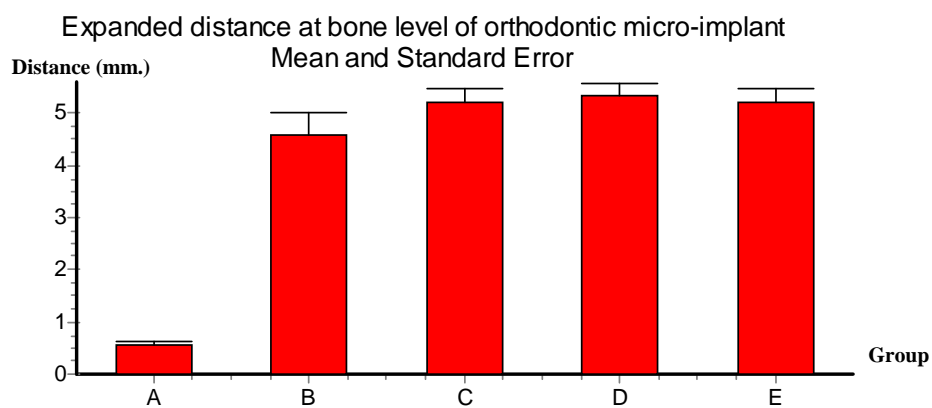 Expanded distance at bone level of orthodontic micro-implant
Mean and Standard Error
Distance (mm.)
5
4
3
2
1
0
A B C D E
Group